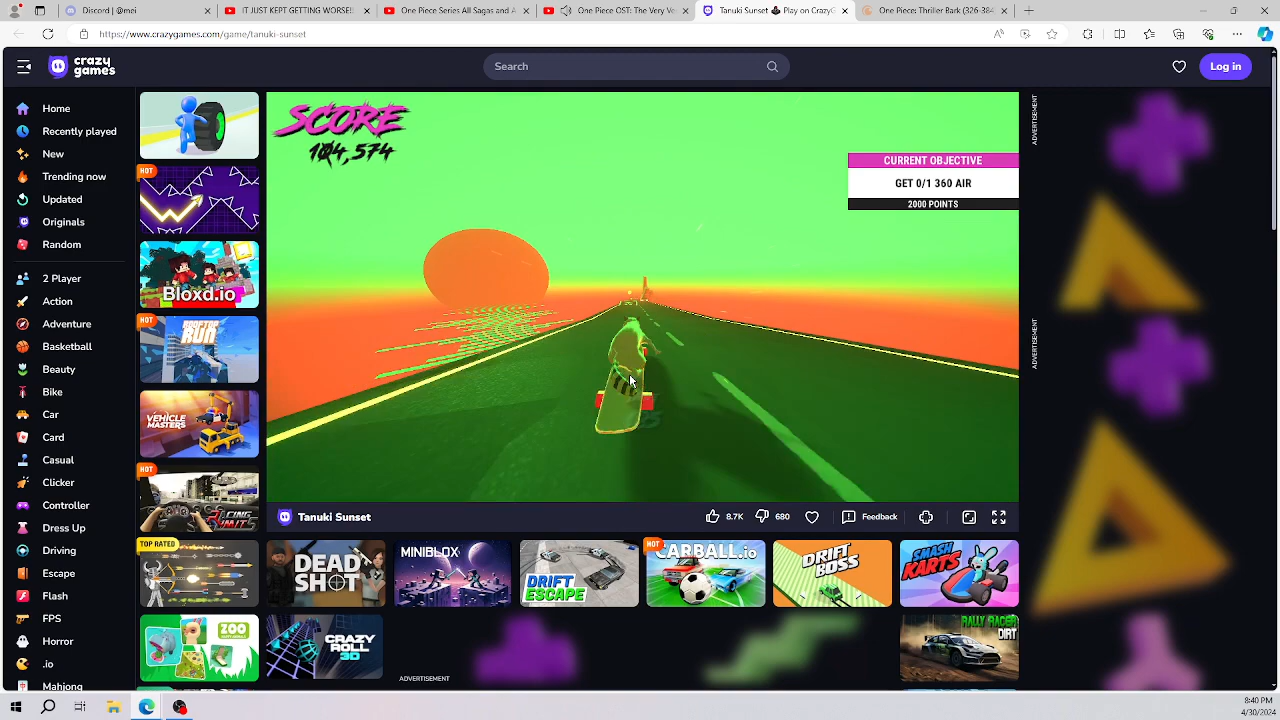 Discord | @mei
IT JUST KEPT GETTING WORSE!!
One Piece Series All Sagas and A
One Piece OST: The Very Ve
Tanuki Sunset 🕹️ Play on CrazyG
One Piece: Thriller Bark (326-384
https://www.crazygames.com/game/tanuki-sunset
crazy games
Search
Log in
Home
Recently played
New
Trending now
Updated
Originals
Random
2 Player
Action
Adventure
Basketball
Beauty
Bike
Car
Card
Casual
Clicker
Controller
Dress Up
Driving
Escape
Flash
FPS
Horror
.io
Mahjong
HOT
Bloxd.io
HOT
ROOFTOP RUN
VEHICLE MASTERS
HOT
RACING LIMITS
TOP RATED
ZOO
SCORE
104,574
CURRENT OBJECTIVE
GET 0/1 360 AIR
2000 POINTS
ADVERTISEMENT
ADVERTISEMENT
Tanuki Sunset
8.7K
680
Feedback
DEAD SHOT
MINIBLOX
DRIFT ESCAPE
HOT
CARBALL.io
DRIFT BOSS
SMASH KARTS
CRAZY ROLL 3D
ADVERTISEMENT
RALLY RACER DIRT
8:40 PM
4/30/2024